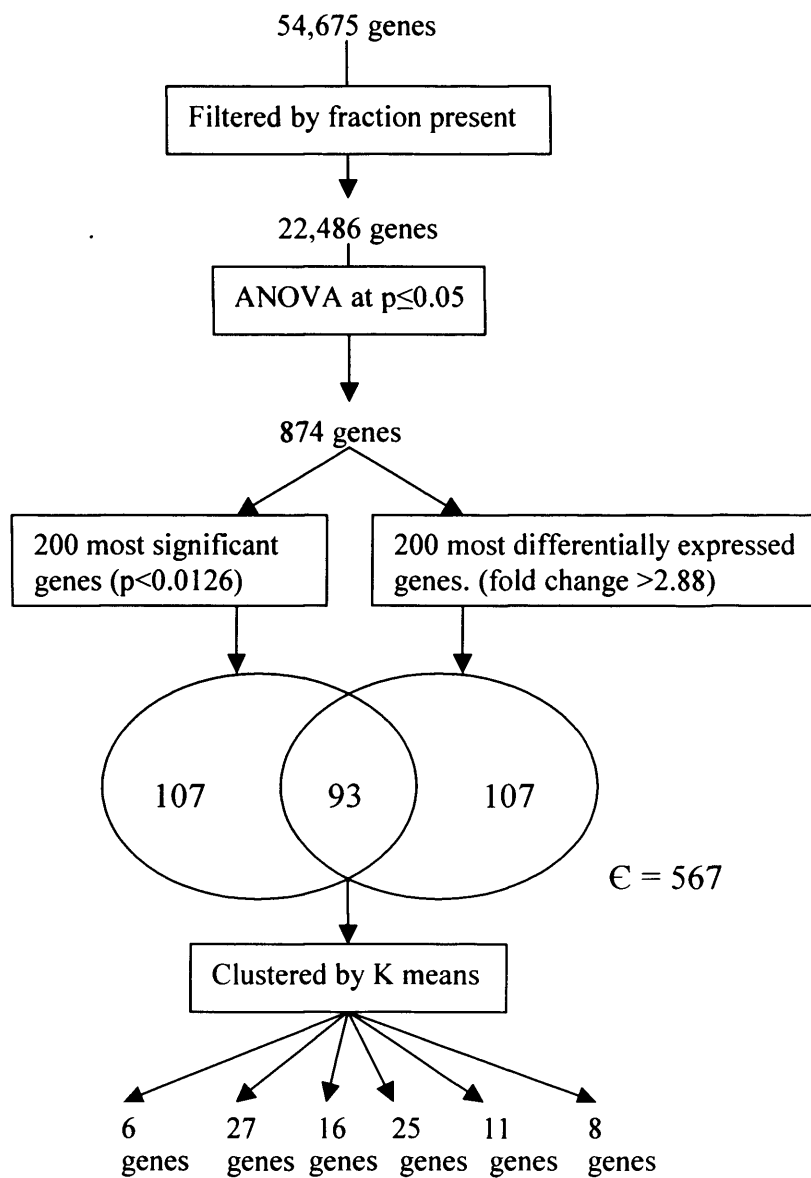 54,675 genes
Filtered by fraction present
22,486 genes
ANOVA at p≤0.05
874 genes
200 most significant
genes (p<0.0126)
200 most differentially expressed
genes. (fold change >2.88)
107
93
107
Є = 567
Clustered by K means
6
genes
27
genes
16
genes
25
genes
11
genes
8
genes